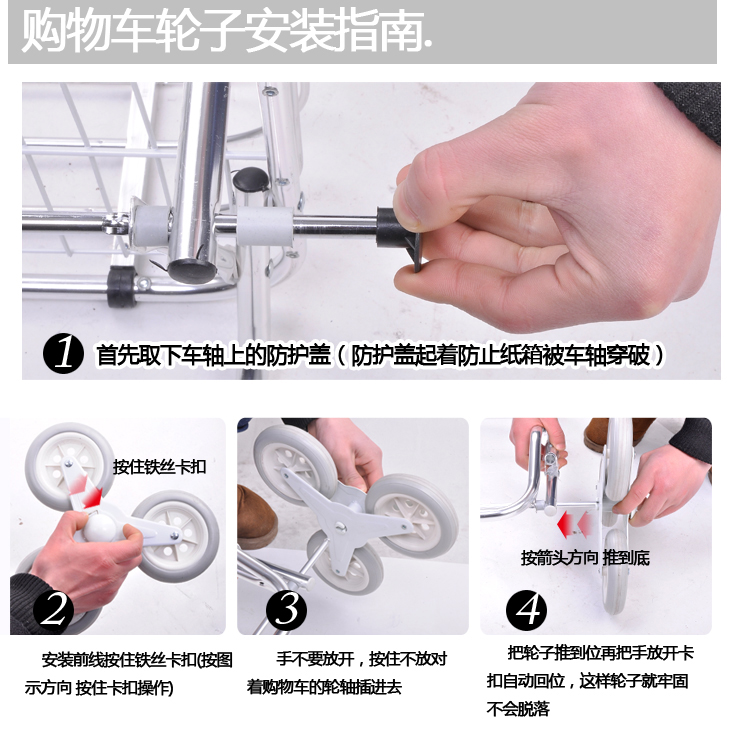 购物车轮子安装指南.
1 首先取下车轴上的防护盖（防护盖起着防止纸箱被车轴穿破）
按住铁丝卡扣
2
安装前线按住铁丝卡扣(按图
示方向 按住卡扣操作)
3
手不要放开，按住不放对
着购物车的轮轴插进去
按箭头方向 推到底
4
把轮子推到位再把手放开卡
扣自动回位，这样轮子就牢固
不会脱落